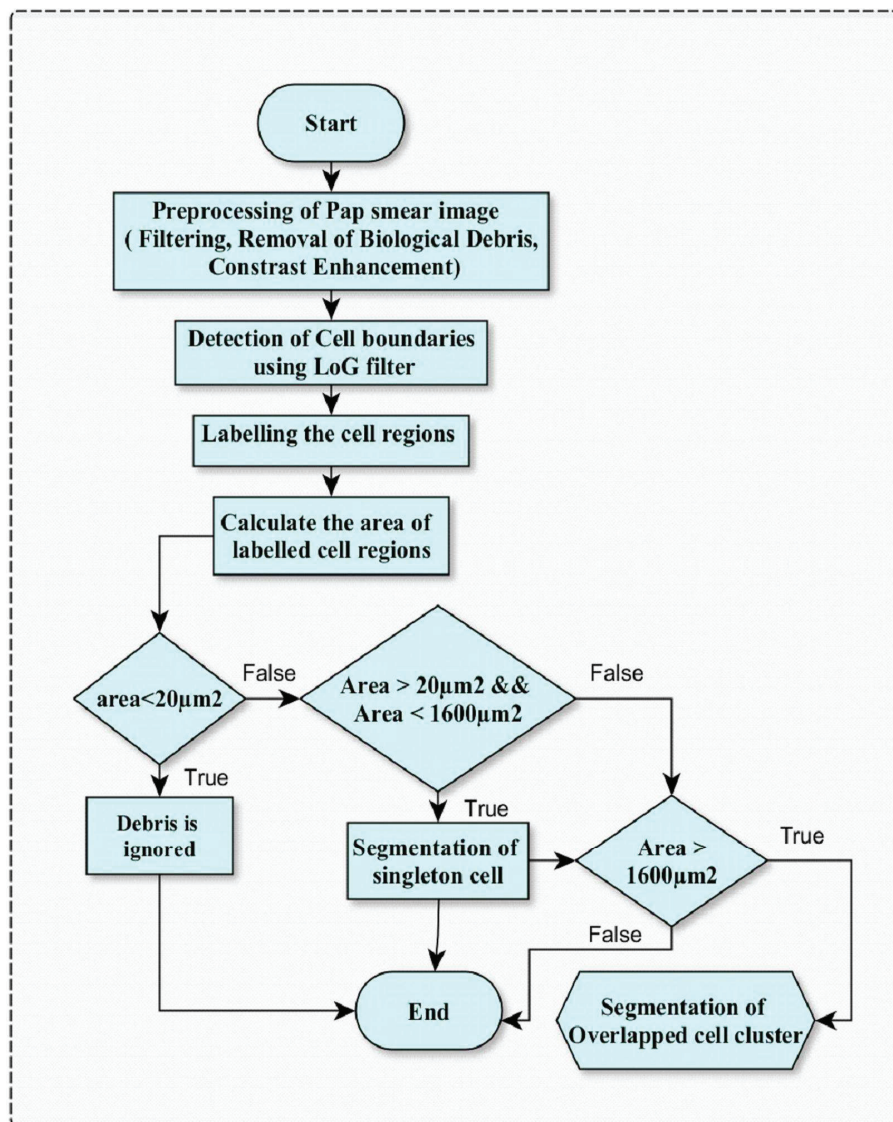 Start
Preprocessing of Pap smear image
( Filtering, Removal of Biological Debris,
Constrast Enhancement)
Detection of Cell boundaries
using LoG filter
Labelling the cell regions
Calculate the area of
labelled cell regions
area<20µm2
False
Area > 20µm2 &&
Area < 1600µm2
False
True
Debris is
ignored
True
Segmentation of
singleton cell
Area >
1600µm2
True
False
End
Segmentation of
Overlapped cell cluster